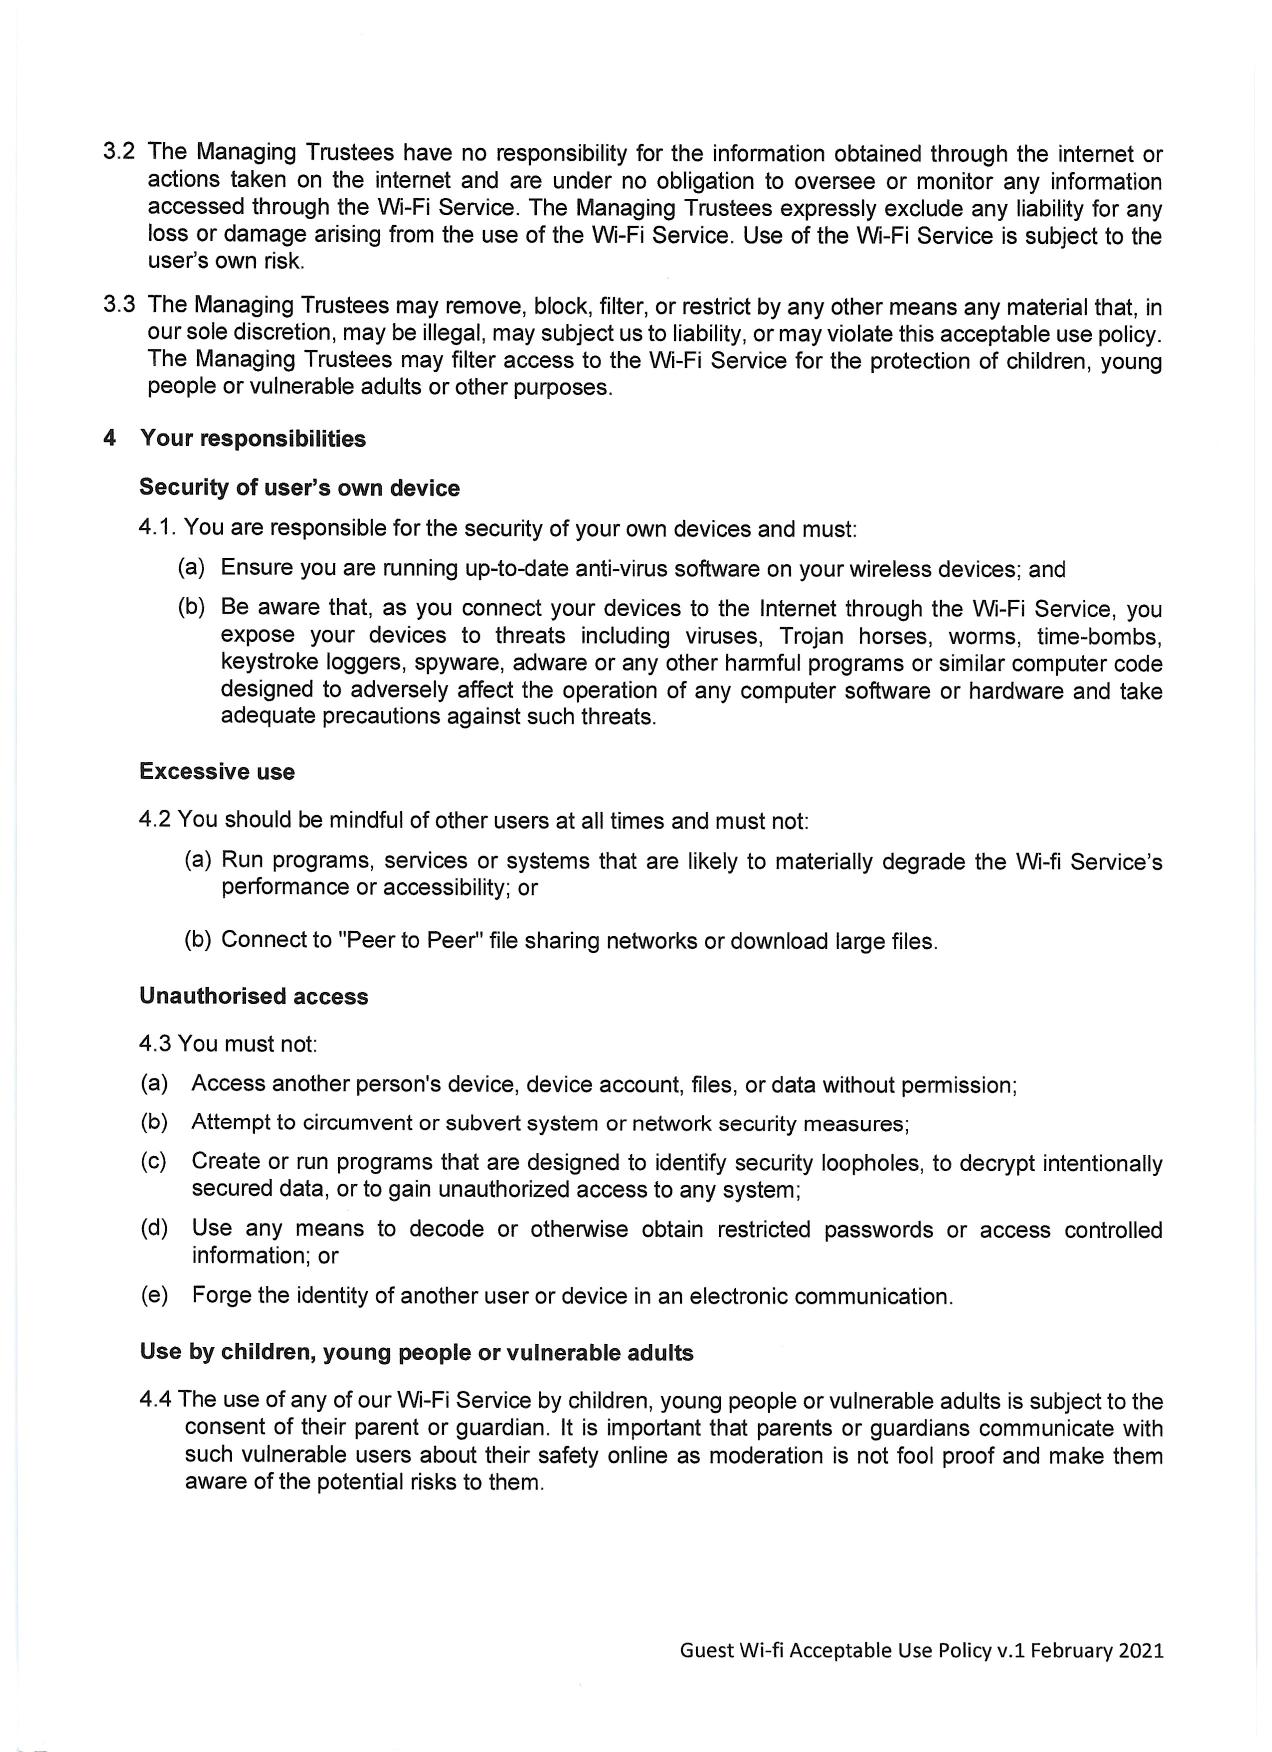 3.2 The Managing Trustees have no responsibility for the information obtained through the internet or
actions taken on the internet and are under no obligation to oversee or monitor any information
accessed through the Wi-Fi Service. The Managing Trustees expressly exclude any liability for any
loss or damage arising from the use of the Wi-Fi Service. Use of the Wi-Fi Service is subject to the
user's own risk.
3.3 The Managing Trustees may remove, block, filter, or restrict by any other means any material that, in
our sole discretion, may be illegal, may subject us to liability, or may violate this acceptable use policy.
The Managing Trustees may filter access to the Wi-Fi Service for the protection of children, young
people or vulnerable adults or other purposes.
4 Your responsibilities
Security of user's own device
4.1. You are responsible for the security of your own devices and must:
(a) Ensure you are running up-to-date anti-virus software on your wireless devices; and
(b) Be aware that, as you connect your devices to the Internet through the Wi-Fi Service, you
expose your devices to threats including viruses, Trojan horses, worms, time-bombs,
keystroke loggers, spyware, adware or any other harmful programs or similar computer code
designed to adversely affect the operation of any computer software or hardware and take
adequate precautions against such threats.
Excessive use
4.2 You should be mindful of other users at all times and must not:
(a) Run programs, services or systems that are likely to materially degrade the Wi-fi Service's
performance or accessibility; or
(b) Connect to "Peer to Peer" file sharing networks or download large files.
Unauthorised access
4.3 You must not:
(a) Access another person's device, device account, files, or data without permission;
(b) Attempt to circumvent or subvert system or network security measures;
(c) Create or run programs that are designed to identify security loopholes, to decrypt intentionally
secured data, or to gain unauthorized access to any system;
(d) Use any means to decode or otherwise obtain restricted passwords or access controlled
information; or
(e) Forge the identity of another user or device in an electronic communication.
Use by children, young people or vulnerable adults
4.4 The use of any of our Wi-Fi Service by children, young people or vulnerable adults is subject to the
consent of their parent or guardian. It is important that parents or guardians communicate with
such vulnerable users about their safety online as moderation is not fool proof and make them
aware of the potential risks to them.
Guest Wi-fi Acceptable Use Policy v.1 February 2021